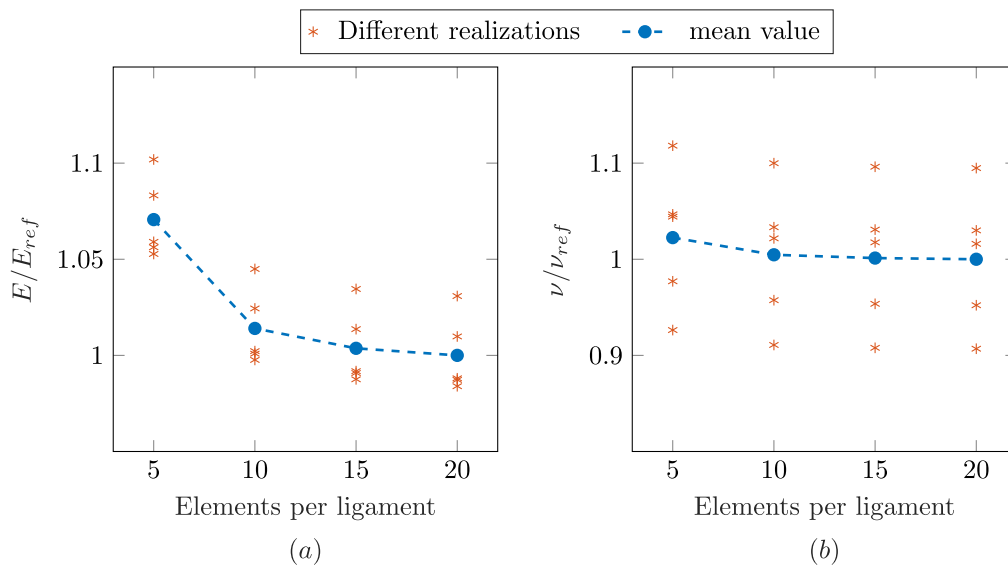 Different realizations mean value
1.1
1.05
1
E/E_ref
5 10 15 20
Elements per ligament
(a)
1.1
1
0.9
ν/ν_ref
5 10 15 20
Elements per ligament
(b)